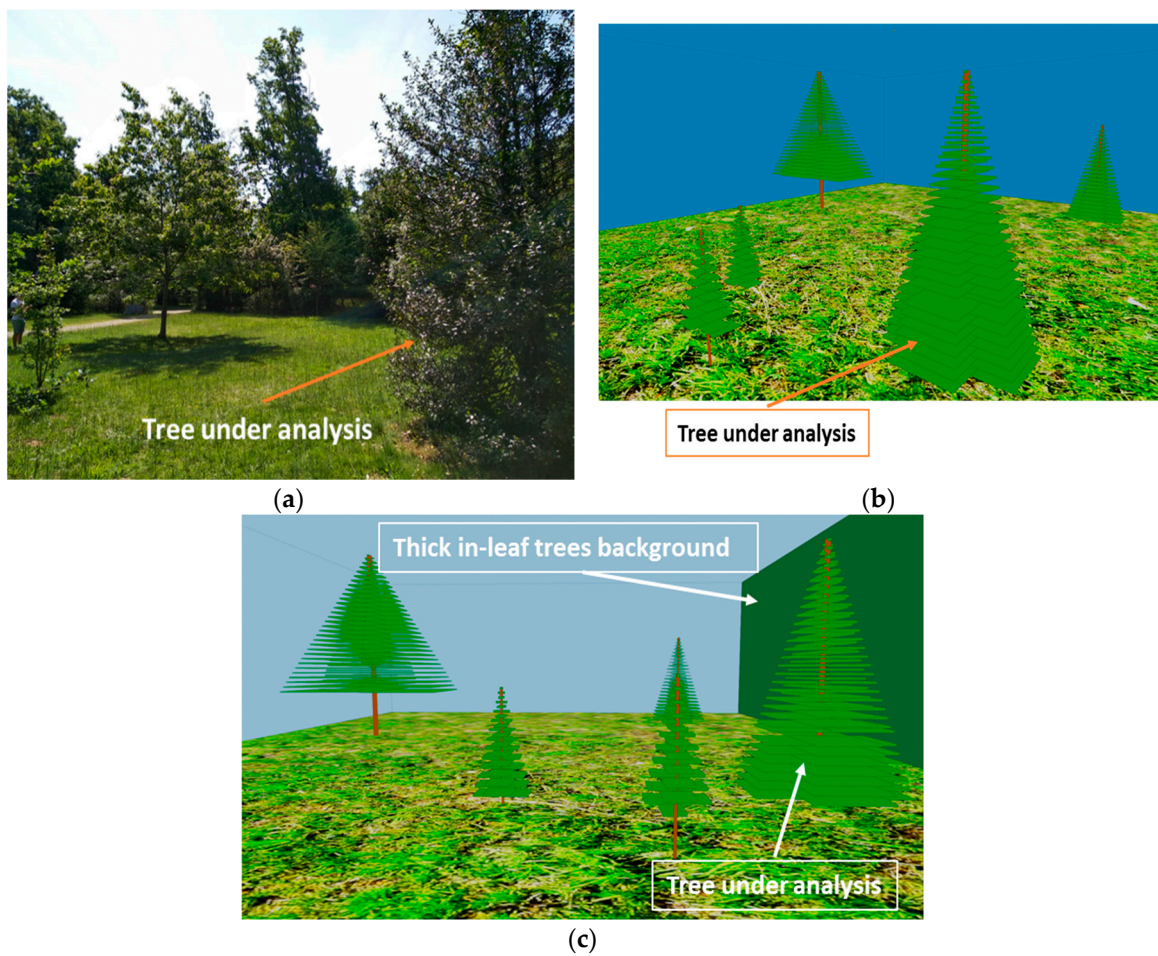 Tree under analysis
Tree under analysis
(a)
(b)
Thick in-leaf trees background
Tree under analysis
(c)